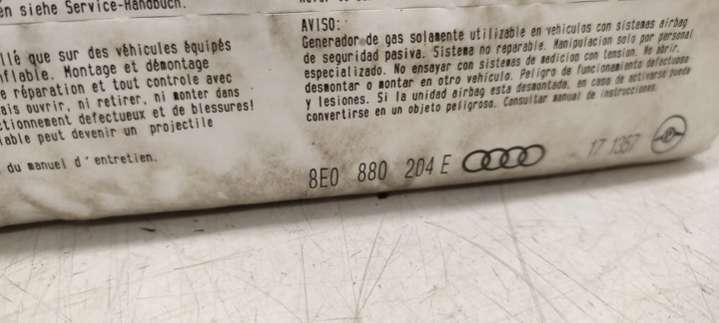 en siehe Service-Handbuch.
llé que sur des véhicules équipés
nflable. Montage et démontage
e réparation et tout controle avec
ais ouvrir, ni retirer, ni monter dans
ctionnement defectueux et de blessures!
lable peut devenir un projectile
du manuel d'entretien.
AVISO:
Generador de gas solamente utilizable en vehiculos con sistemas airbag
de seguridad pasiva. Sistema no reparable. Manipulacion solo por personal
especializado. No ensayar con sistemas de medicion con tension. No abrir,
desmontar o montar en otro vehículo. Peligro de funcionamiento defectuoso
y lesiones. Si la unidad airbag esta desmontada, en caso de activarse puede
convertirse en un objeto peligroso. Consultar manual de instrucciones.
8E0 880 204 E
17 1357